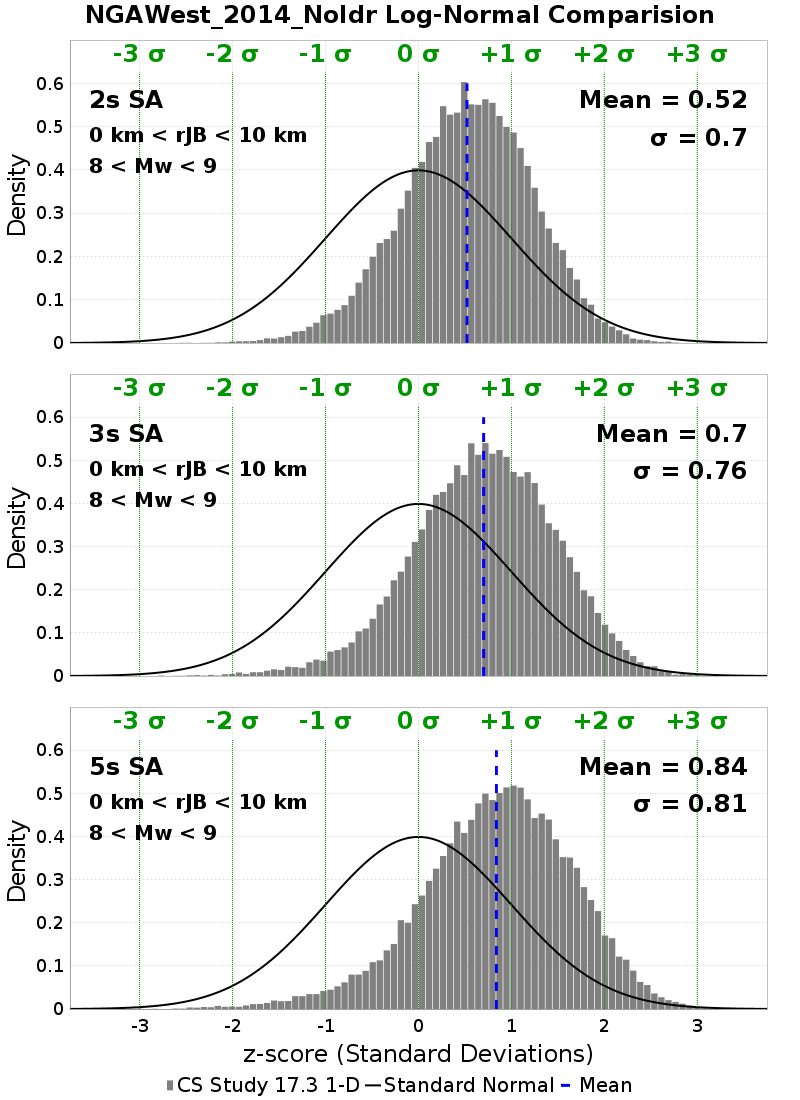 NGAWest_2014_NoIdr Log-Normal Comparision
-3 σ -2 σ -1 σ 0 σ +1 σ +2 σ +3 σ
0.6
2s SA Mean = 0.52
0.5
0 km < rJB < 10 km σ = 0.7
8 < Mw < 9
0.4
0.3
0.2
0.1
0
Density
-3 σ -2 σ -1 σ 0 σ +1 σ +2 σ +3 σ
0.6
3s SA Mean = 0.7
0.5
0 km < rJB < 10 km σ = 0.76
8 < Mw < 9
0.4
0.3
0.2
0.1
0
Density
-3 σ -2 σ -1 σ 0 σ +1 σ +2 σ +3 σ
0.6
5s SA Mean = 0.84
0.5
0 km < rJB < 10 km σ = 0.81
8 < Mw < 9
0.4
0.3
0.2
0.1
0
Density
-3 -2 -1 0 1 2 3
z-score (Standard Deviations)
CS Study 17.3 1-D Standard Normal Mean